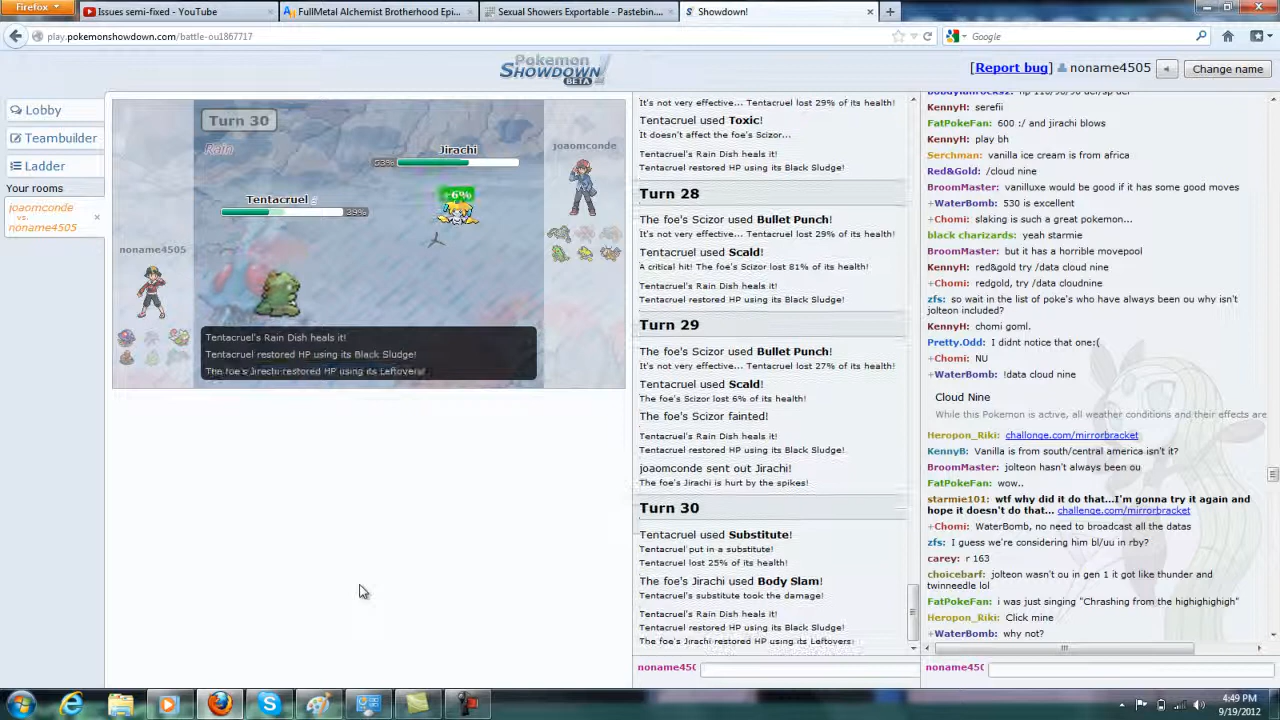 Firefox
Issues semi-fixed - YouTube
FullMetal Alchemist Brotherhood Epi...
Sexual Showers Exportable - Pastebin....
Showdown!
play.pokemonshowdown.com/battle-ou1867717
Google
Pokemon
SHOWDOWN!
BETA
[Report bug]
noname4505
Change name
Lobby
Teambuilder
Ladder
Your rooms:
joaomconde
vs.
noname4505
Turn 30
Rain
Jirachi
53%
+6%
Tentacruel
39%
joaomconde
noname4505
Tentacruel's Rain Dish heals it!
Tentacruel restored HP using its Black Sludge!
The foe's Jirachi restored HP using its Leftovers!
It's not very effective... Tentacruel lost 29% of its health!
Tentacruel used Toxic!
It doesn't affect the foe's Scizor...
Tentacruel's Rain Dish heals it!
Tentacruel restored HP using its Black Sludge!
Turn 28
The foe's Scizor used Bullet Punch!
It's not very effective... Tentacruel lost 29% of its health!
Tentacruel used Scald!
A critical hit! The foe's Scizor lost 81% of its health!
Tentacruel's Rain Dish heals it!
Tentacruel restored HP using its Black Sludge!
Turn 29
The foe's Scizor used Bullet Punch!
It's not very effective... Tentacruel lost 27% of its health!
Tentacruel used Scald!
The foe's Scizor lost 6% of its health!
The foe's Scizor fainted!
Tentacruel's Rain Dish heals it!
Tentacruel restored HP using its Black Sludge!
joaomconde sent out Jirachi!
The foe's Jirachi is hurt by the spikes!
Turn 30
Tentacruel used Substitute!
Tentacruel put in a substitute!
Tentacruel lost 25% of its health!
The foe's Jirachi used Body Slam!
Tentacruel's substitute took the damage!
Tentacruel's Rain Dish heals it!
Tentacruel restored HP using its Black Sludge!
The foe's Jirachi restored HP using its Leftovers!
noname450
KennyH: serefii
FatPokeFan: 600 :/ and jirachi blows
KennyH: play bh
Serchman: vanilla ice cream is from africa
Red&Gold: /cloud nine
BroomMaster: vanilluxe would be good if it has some good moves
+WaterBomb: 530 is excellent
+Chomi: slaking is such a great pokemon...
black charizards: yeah starmie
BroomMaster: but it has a horrible movepool
KennyH: red&gold try /data cloud nine
+Chomi: redgold, try /data cloudnine
zfs: so wait in the list of poke's who have always been ou why isn't
jolteon included?
KennyH: chomi goml.
Pretty.Odd: I didnt notice that one:(
+Chomi: NU
+WaterBomb: !data cloud nine
Cloud Nine
While this Pokemon is active, all weather conditions and their effects are
Heropon_Riki: challonge.com/mirrorbracket
KennyB: Vanilla is from south/central america isn't it?
BroomMaster: jolteon hasn't always been ou
FatPokeFan: wow..
starmie101: wtf why did it do that...I'm gonna try it again and
hope it doesn't do that... challenge.com/mirrorbracket
+Chomi: WaterBomb, no need to broadcast all the datas
zfs: I guess we're considering him bl/uu in rby?
carey: r 163
choicebarf: jolteon wasn't ou in gen 1 it got like thunder and
twinneedle lol
FatPokeFan: i was just singing "Chrashing from the highighighigh"
Heropon_Riki: Click mine
+WaterBomb: why not?
noname450
4:49 PM
9/19/2012